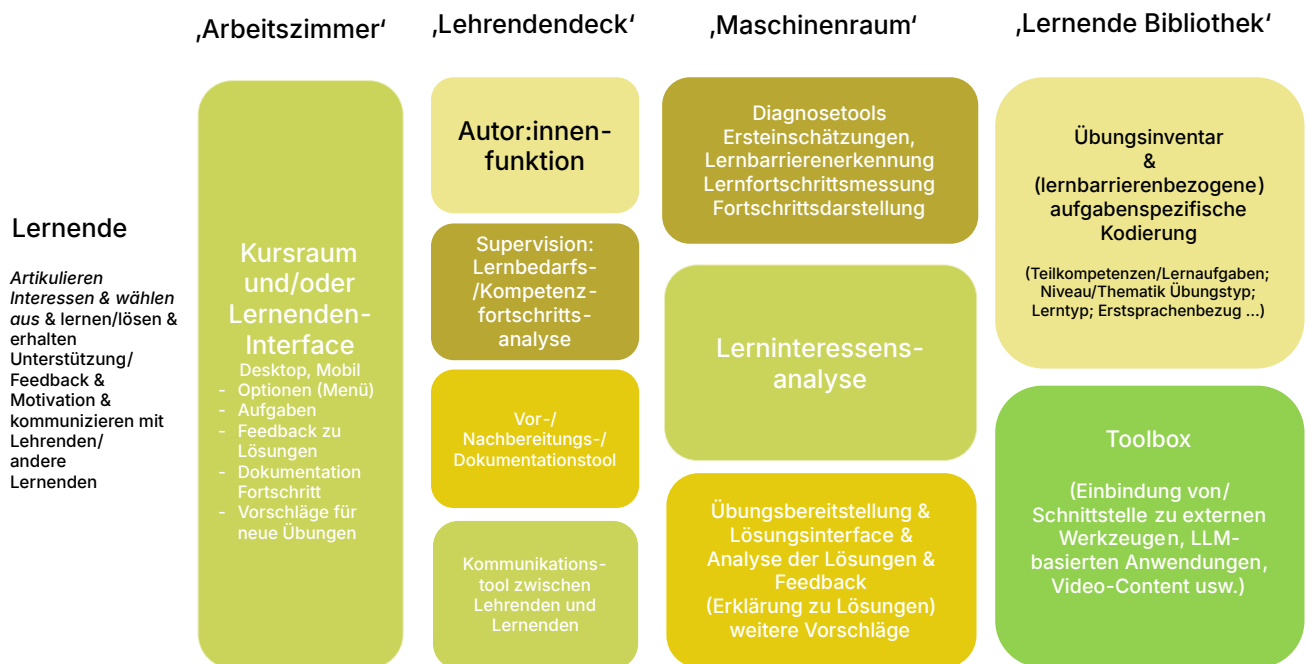 ‚Arbeitszimmer‘
‚Lehrendendeck‘
‚Maschinenraum‘
‚Lernende Bibliothek‘
Lernende
Artikulieren
Interessen & wählen
aus & lernen/lösen &
erhalten
Unterstützung/
Feedback &
Motivation &
kommunizieren mit
Lehrenden/
andere
Lernenden
Kursraum
und/oder
Lernenden-
Interface
Desktop, Mobil
- Optionen (Menü)
- Aufgaben
- Feedback zu
Lösungen
- Dokumentation
Fortschritt
- Vorschläge für
neue Übungen
Autor:innen-
funktion
Supervision:
Lernbedarfs-
/Kompetenz-
fortschritts-
analyse
Vor-/
Nachbereitungs-/
Dokumentationstool
Kommunikations-
tool zwischen
Lehrenden und
Lernenden
Diagnosetools
Ersteinschätzungen,
Lernbarrierenerkennung
Lernfortschrittsmessung
Fortschrittsdarstellung
Lerninteressens-
analyse
Übungsbereitstellung &
Lösungsinterface &
Analyse der Lösungen &
Feedback
(Erklärung zu Lösungen)
weitere Vorschläge
Übungsinventar
&
(lernbarrierenbezogene)
aufgabenspezifische
Kodierung
(Teilkompetenzen/Lernaufgaben;
Niveau/Thematik Übungstyp;
Lerntyp; Erstsprachenbezug ...)
Toolbox
(Einbindung von/
Schnittstelle zu externen
Werkzeugen, LLM-
basierten Anwendungen,
Video-Content usw.)